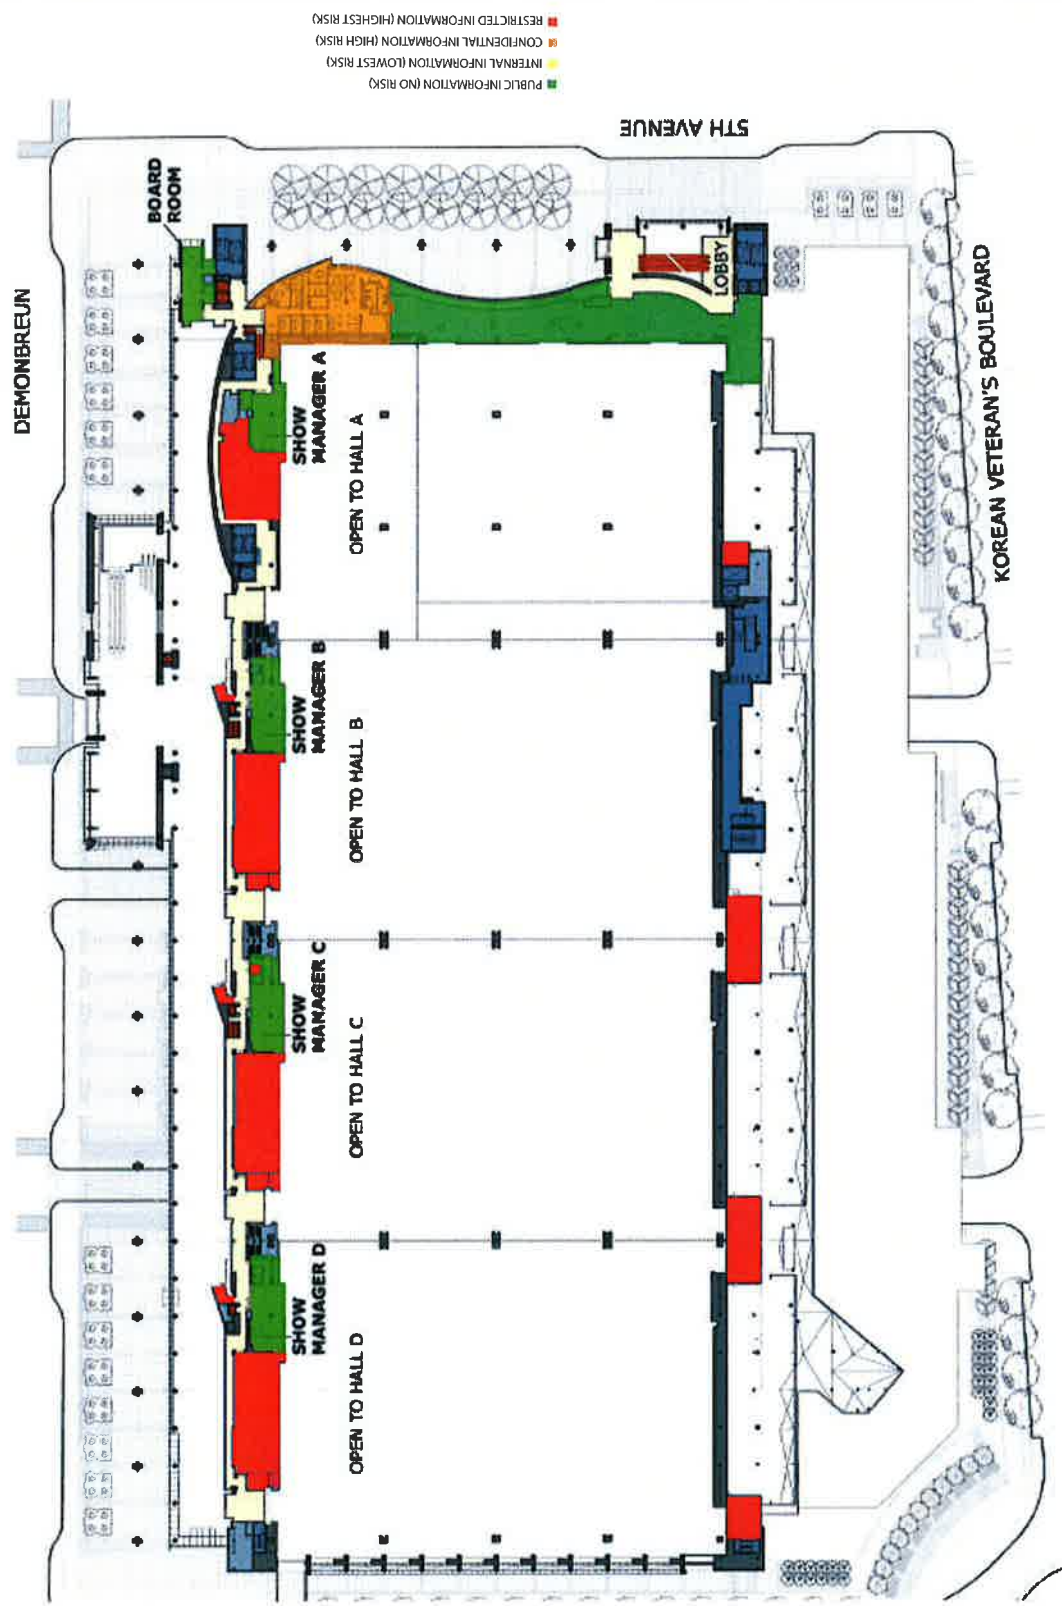 RESTRICTED INFORMATION (HIGHEST RISK)
CONFIDENTIAL INFORMATION (HIGH RISK)
INTERNAL INFORMATION (LOWEST RISK)
PUBLIC INFORMATION (NO RISK)
5TH AVENUE
DEMONBREUN
BOARD
ROOM
LOBBY
KOREAN VETERAN'S BOULEVARD
SHOW
MANAGER A
OPEN TO HALL A
SHOW
MANAGER B
OPEN TO HALL B
SHOW
MANAGER C
OPEN TO HALL C
SHOW
MANAGER D
OPEN TO HALL D